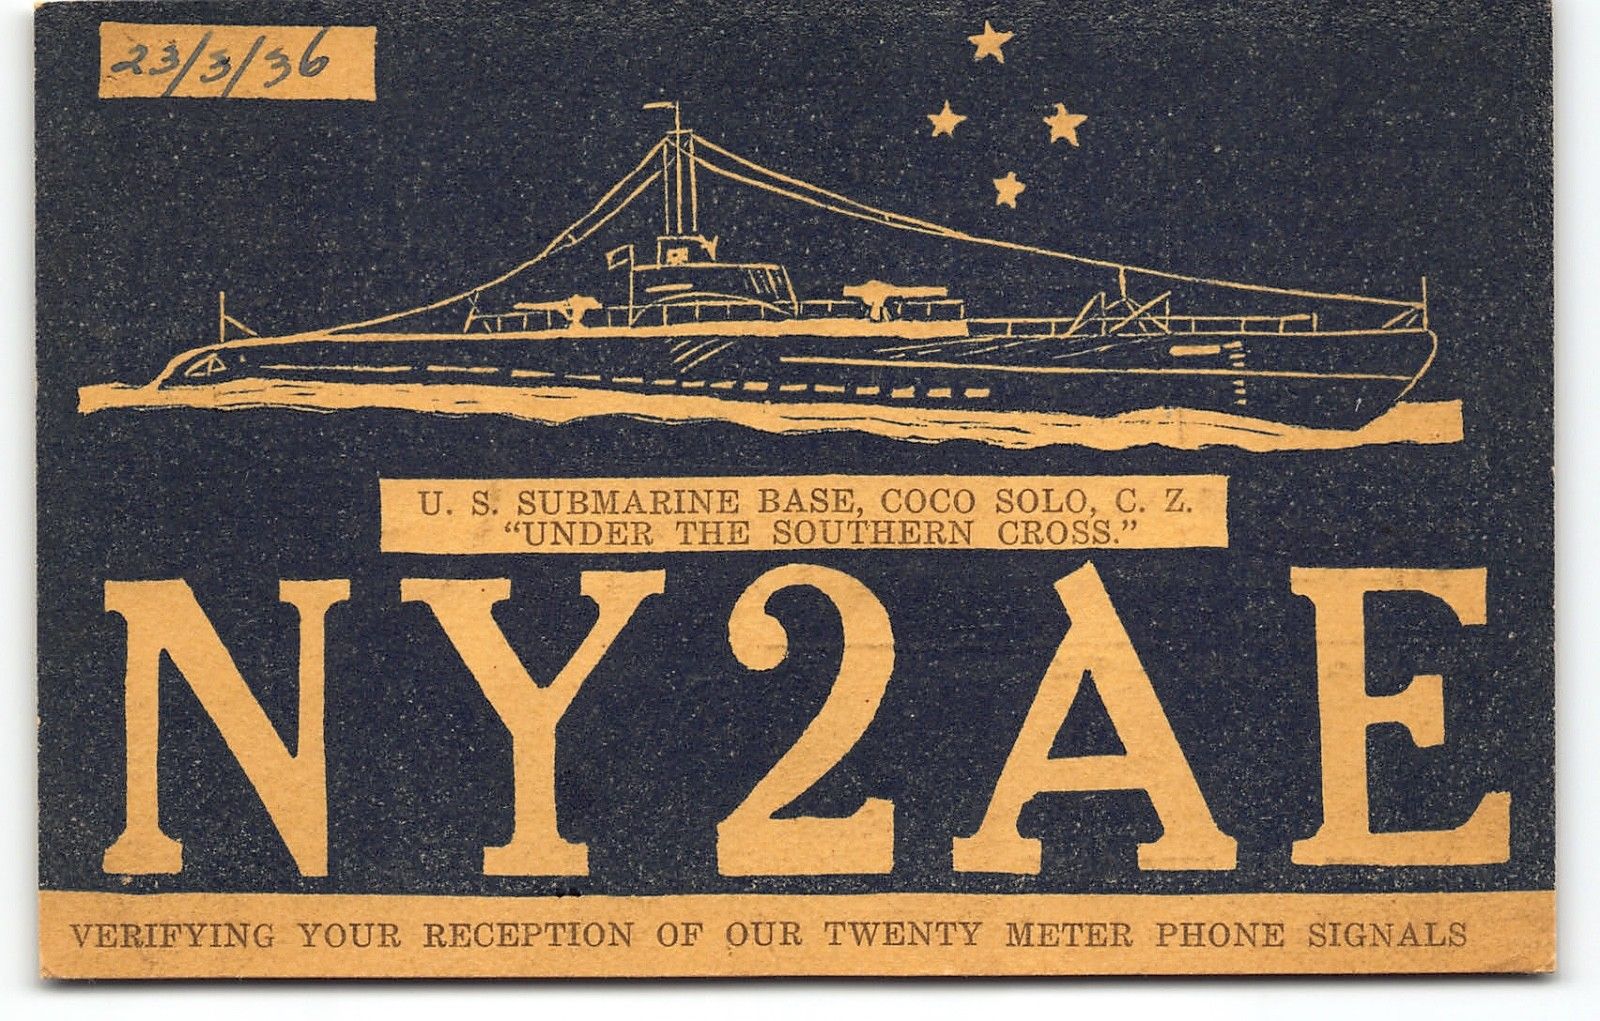 23/3/36
U. S. SUBMARINE BASE, COCO SOLO, C. Z.
"UNDER THE SOUTHERN CROSS."
NY2AE
VERIFYING YOUR RECEPTION OF OUR TWENTY METER PHONE SIGNALS